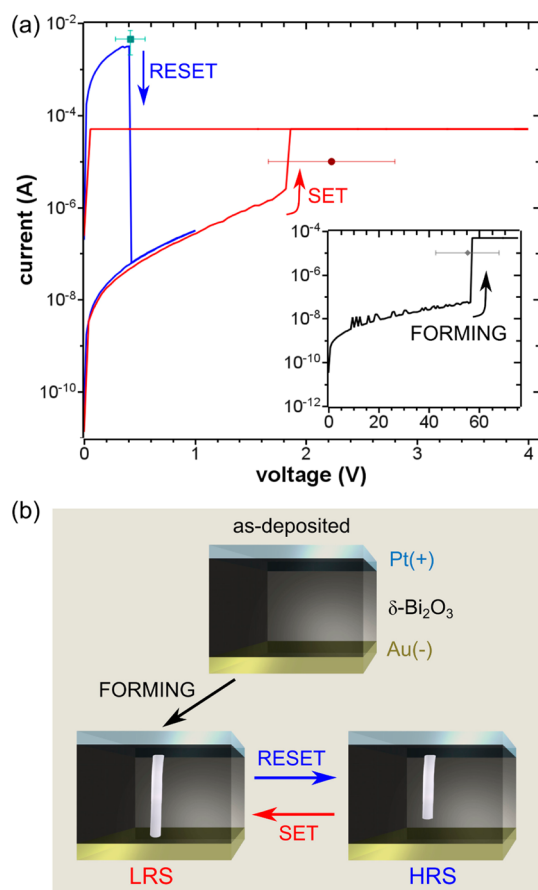 (a)
10⁻²
10⁻⁴
10⁻⁶
10⁻⁸
10⁻¹⁰
current (A)
RESET
SET
10⁻⁴
10⁻⁶
10⁻⁸
10⁻¹⁰
10⁻¹²
FORMING
0 20 40 60
0 1 2 3 4
voltage (V)
(b)
as-deposited
Pt(+)
δ-Bi₂O₃
Au(-)
FORMING
RESET
SET
LRS
HRS